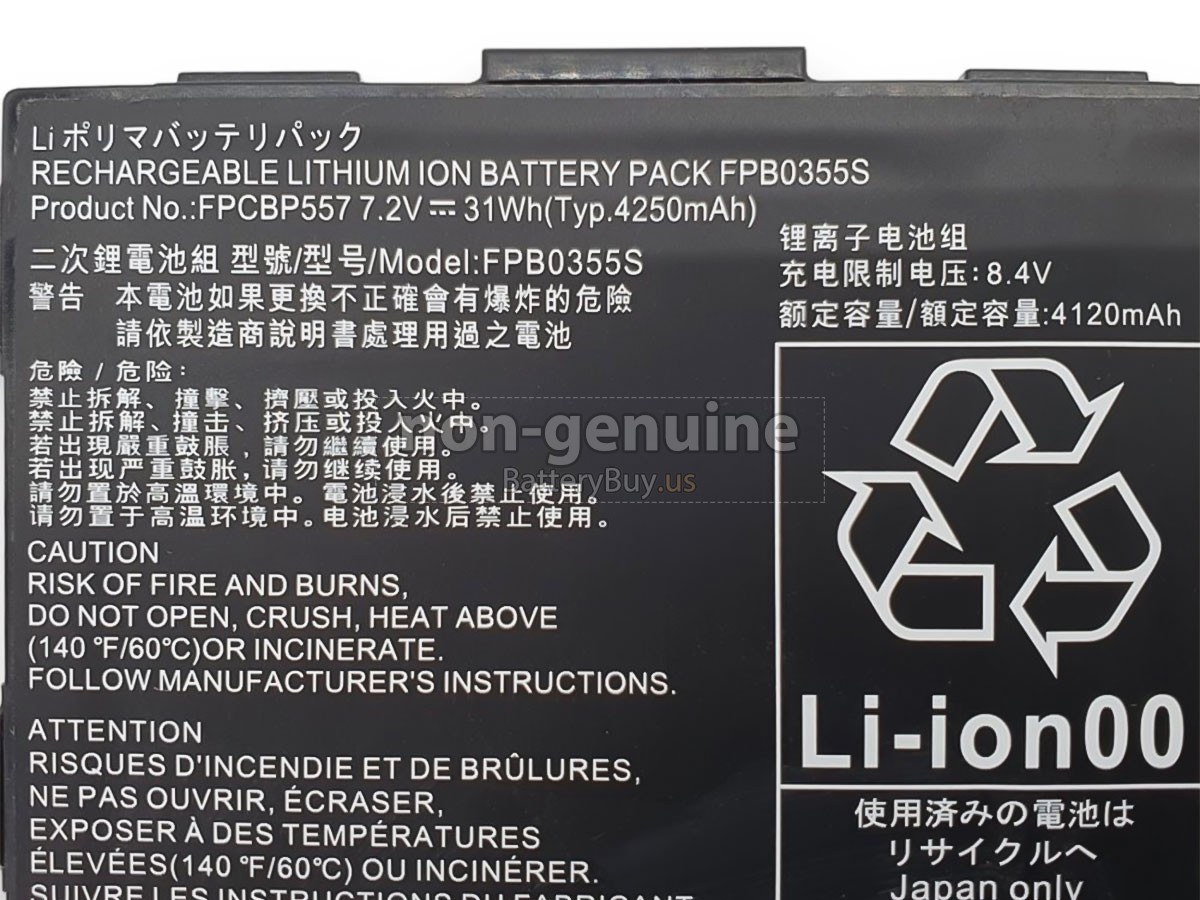 Li ポリマバッテリパック
RECHARGEABLE LITHIUM ION BATTERY PACK FPB0355S
Product No.:FPCBP557 7.2V⎓31Wh(Typ.4250mAh)
二次鋰電池組 型號/型号/Model:FPB0355S
警告 本電池如果更換不正確會有爆炸的危險
請依製造商說明書處理用過之電池
锂离子电池组
充电限制电压:8.4V
额定容量/額定容量:4120mAh
危險 / 危险:
禁止拆解、撞擊、擠壓或投入火中。
禁止拆解、撞击、挤压或投入火中。
若出現嚴重鼓脹，請勿繼續使用。
若出现严重鼓胀，请勿继续使用。
請勿置於高溫環境中。電池浸水後禁止使用。
请勿置于高温环境中。电池浸水后禁止使用。
non-genuine
BatteryBuy.us
CAUTION
RISK OF FIRE AND BURNS,
DO NOT OPEN, CRUSH, HEAT ABOVE
(140 °F/60℃)OR INCINERATE.
FOLLOW MANUFACTURER'S INSTRUCTIONS.
ATTENTION
RISQUES D'INCENDIE ET DE BRÛLURES,
NE PAS OUVRIR, ÉCRASER,
EXPOSER À DES TEMPÉRATURES
ÉLEVÉES(140 °F/60℃) OU INCINÉRER.
SUIVRE LES INSTRUCTIONS DU FABRICANT
Li-ion00
使用済みの電池は
リサイクルへ
Japan only